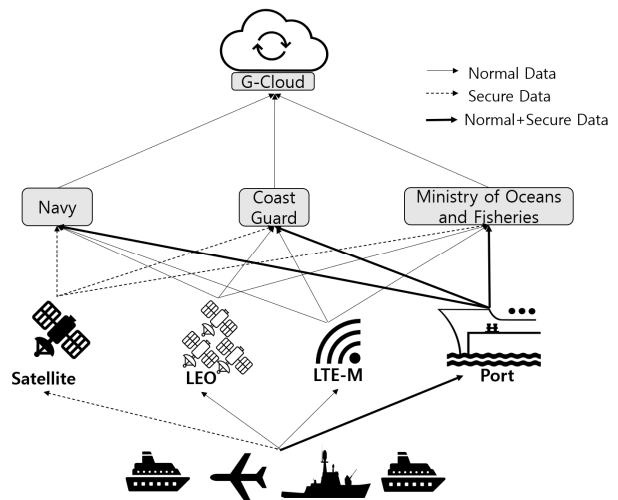 G-Cloud
Normal Data
Secure Data
Normal+Secure Data
Navy
Coast
Guard
Ministry of Oceans
and Fisheries
Satellite
LEO
LTE-M
Port